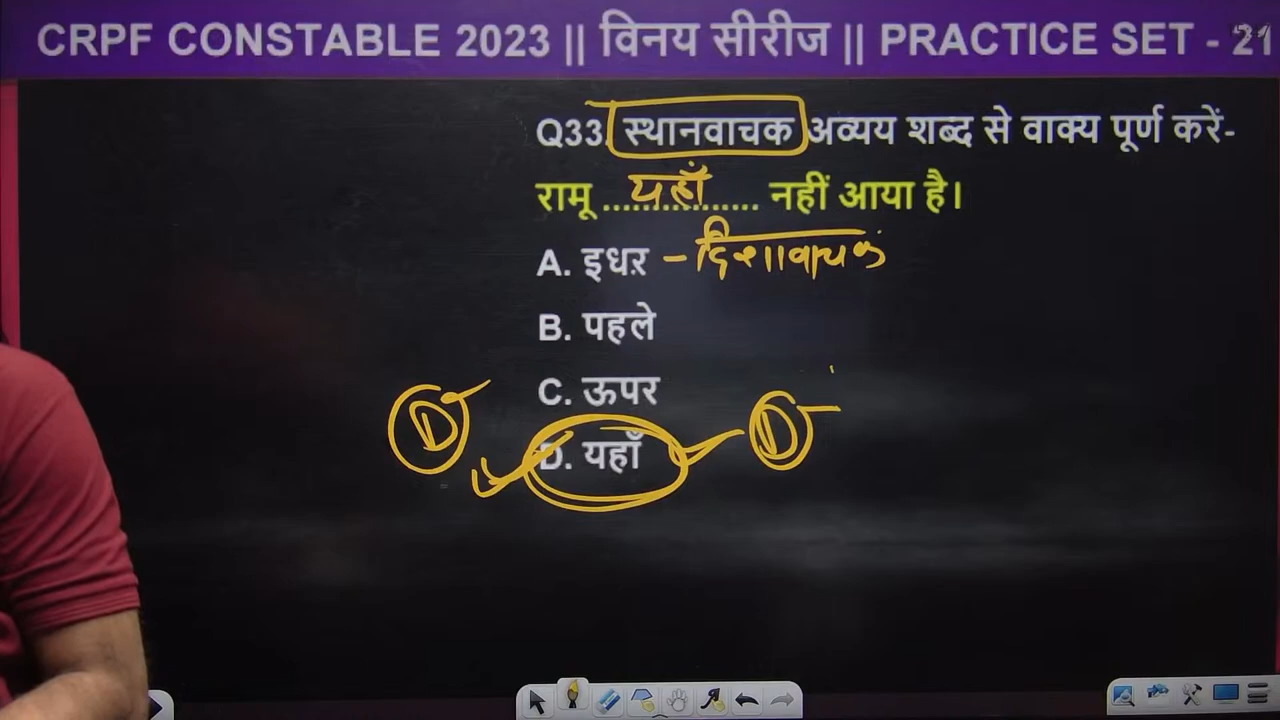 CRPF CONSTABLE 2023 || विनय सीरीज || PRACTICE SET - 21
Q33. स्थानवाचक अव्यय शब्द से वाक्य पूर्ण करें-
रामू ................ नहीं आया है।
यहाँ
A. इधर - दिशावाचक
B. पहले
C. ऊपर
D D. यहाँ D